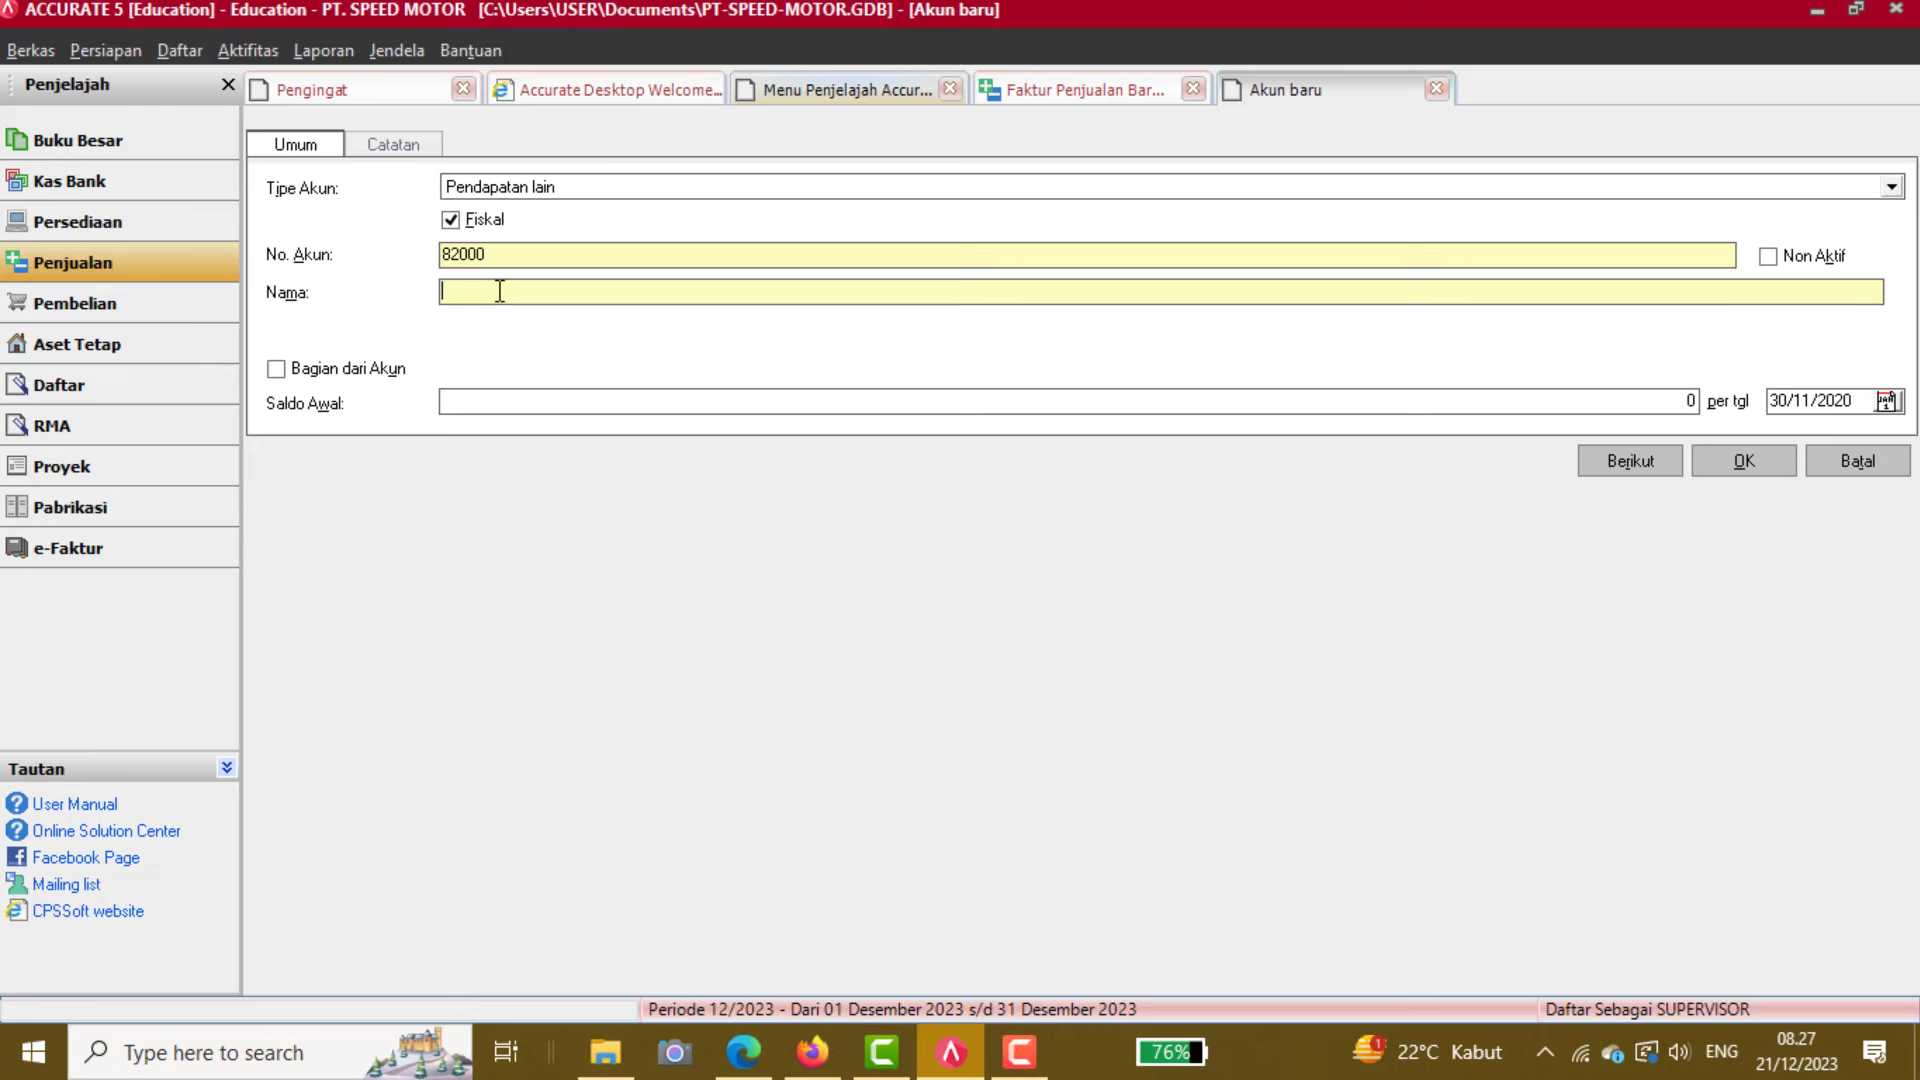 ACCURATE 5 [Education] - Education - PT. SPEED MOTOR [C:\Users\USER\Documents\PT-SPEED-MOTOR.GDB] - [Akun baru]
Berkas Persiapan Daftar Aktifitas Laporan Jendela Bantuan
Penjelajah
Pengingat
Accurate Desktop Welcome...
Menu Penjelajah Accur...
Faktur Penjualan Bar...
Akun baru
Buku Besar
Kas Bank
Persediaan
Penjualan
Pembelian
Aset Tetap
Daftar
RMA
Proyek
Pabrikasi
e-Faktur
Umum Catatan
Tipe Akun: Pendapatan lain
Fiskal
No. Akun: 82000 Non Aktif
Nama:
Bagian dari Akun
Saldo Awal: 0 per tgl 30/11/2020
Berikut OK Batal
Tautan
User Manual
Online Solution Center
Facebook Page
Mailing list
CPSSoft website
Periode 12/2023 - Dari 01 Desember 2023 s/d 31 Desember 2023
Daftar Sebagai SUPERVISOR
Type here to search
76%
1
22°C Kabut
ENG
08.27
21/12/2023